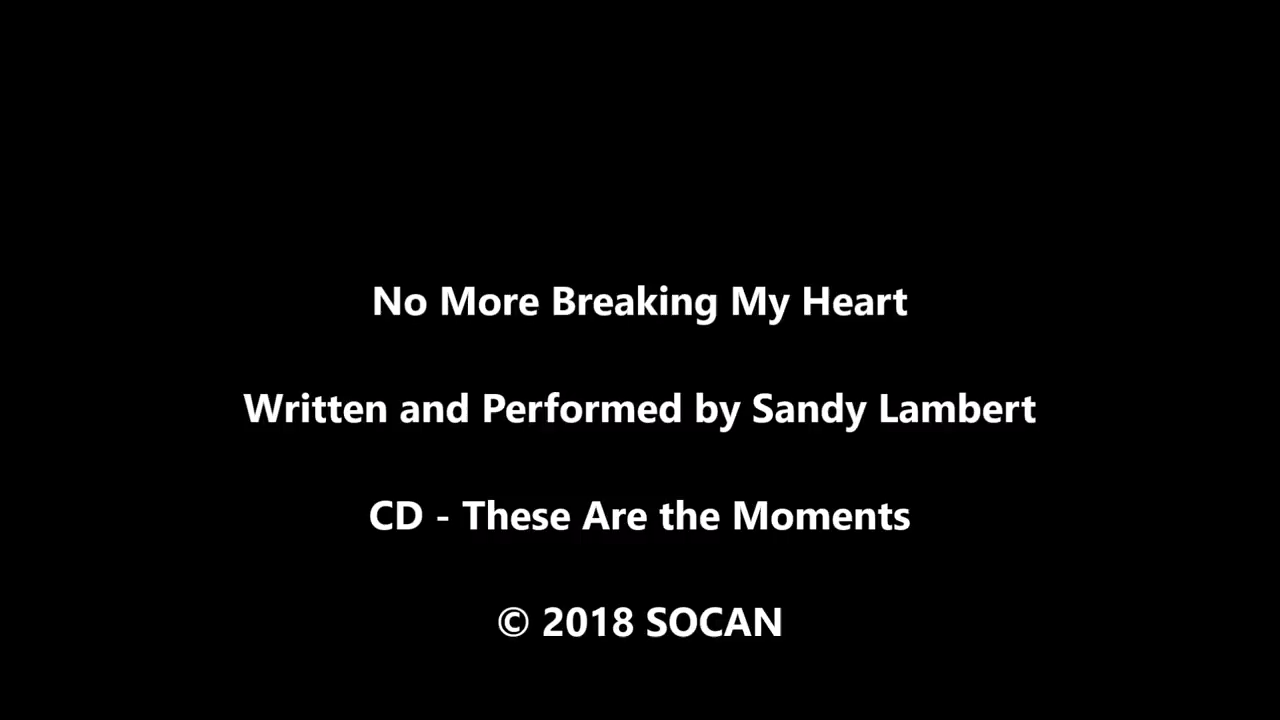 No More Breaking My Heart
Written and Performed by Sandy Lambert
CD - These Are the Moments
© 2018 SOCAN